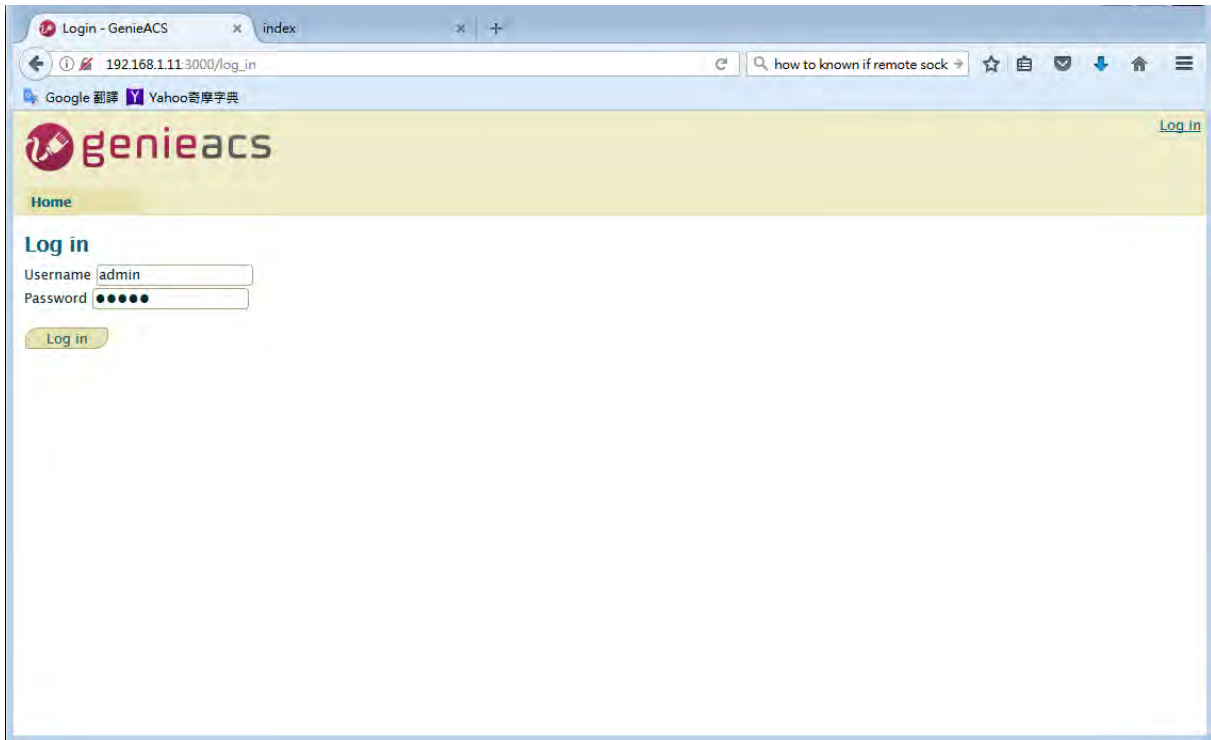 Login - GenieACS index
192.168.1.11:3000/log_in how to known if remote sock
Google 翻譯 Yahoo奇摩字典
genieacs Log in
Home
Log in
Username admin
Password ●●●●●
Log in